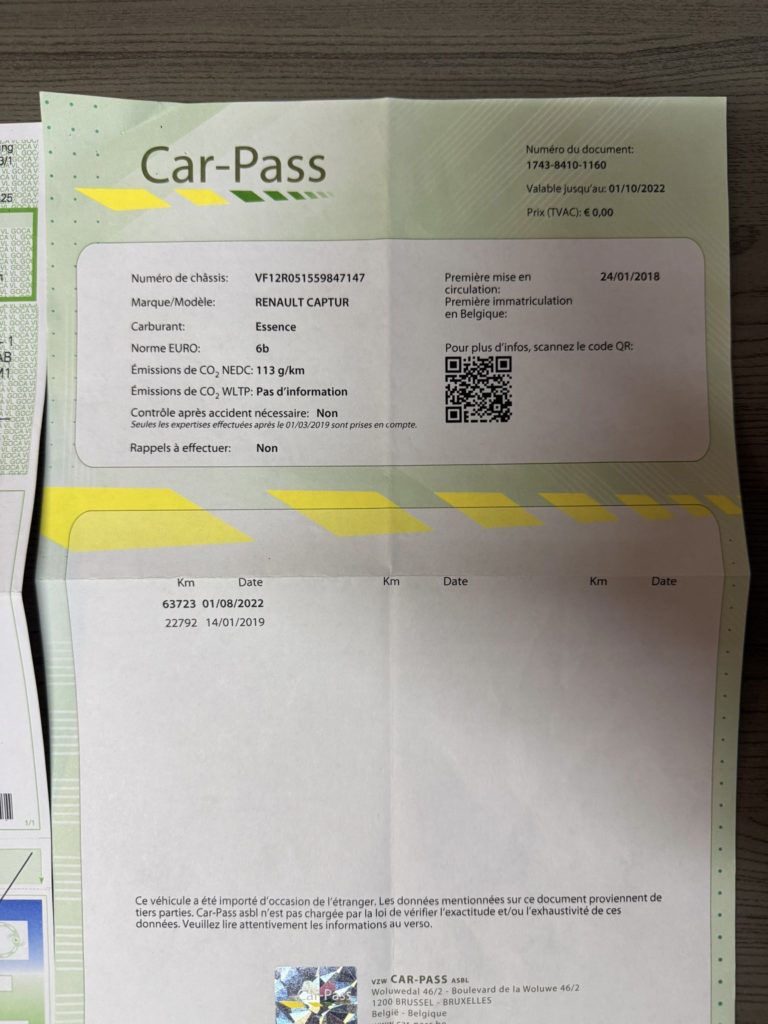 Car-Pass
Numéro du document:
1743-8410-1160
Valable jusqu'au: 01/10/2022
Prix (TVAC): € 0,00
Numéro de châssis: VF12R051559847147
Marque/Modèle: RENAULT CAPTUR
Carburant: Essence
Norme EURO: 6b
Émissions de CO2 NEDC: 113 g/km
Émissions de CO2 WLTP: Pas d'information
Contrôle après accident nécessaire: Non
Seules les expertises effectuées après le 01/03/2019 sont prises en compte.
Rappels à effectuer: Non
Première mise en circulation: 24/01/2018
Première immatriculation
en Belgique:
Pour plus d'infos, scannez le code QR:
Km Date Km Date Km Date
63723 01/08/2022
22792 14/01/2019
Ce véhicule a été importé d'occasion de l'étranger. Les données mentionnées sur ce document proviennent de
tiers parties. Car-Pass asbl n'est pas chargée par la loi de vérifier l'exactitude et/ou l'exhaustivité de ces
données. Veuillez lire attentivement les informations au verso.
Car-Pass
VZW CAR-PASS ASBL
Woluwedal 46/2 - Boulevard de la Woluwe 46/2
1200 BRUSSEL - BRUXELLES
België - Belgique
1/1